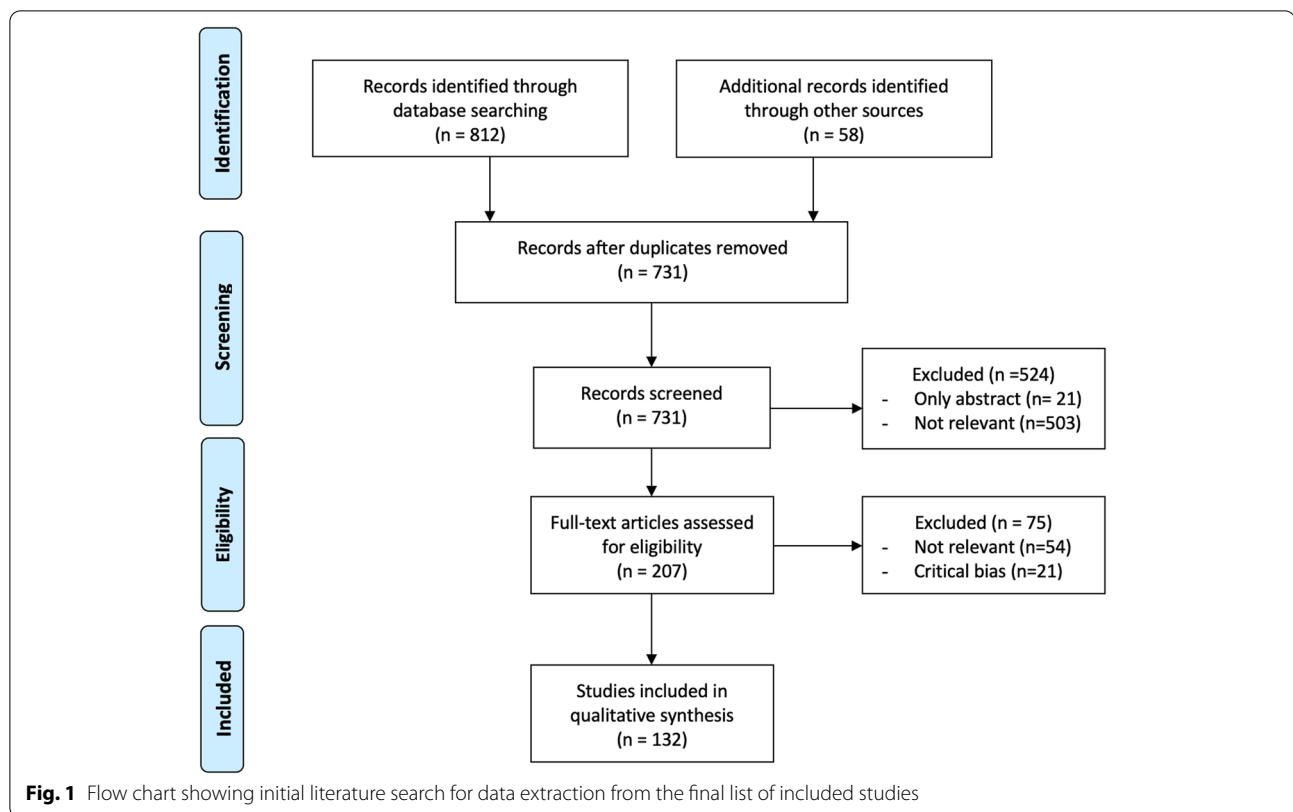 Identification
Records identified through
database searching
(n = 812)
Additional records identified
through other sources
(n = 58)
Screening
Records after duplicates removed
(n = 731)
Records screened
(n = 731)
Excluded (n =524)
- Only abstract (n= 21)
- Not relevant (n=503)
Eligibility
Full-text articles assessed
for eligibility
(n = 207)
Excluded (n = 75)
- Not relevant (n=54)
- Critical bias (n=21)
Included
Studies included in
qualitative synthesis
(n = 132)
Fig. 1 Flow chart showing initial literature search for data extraction from the final list of included studies